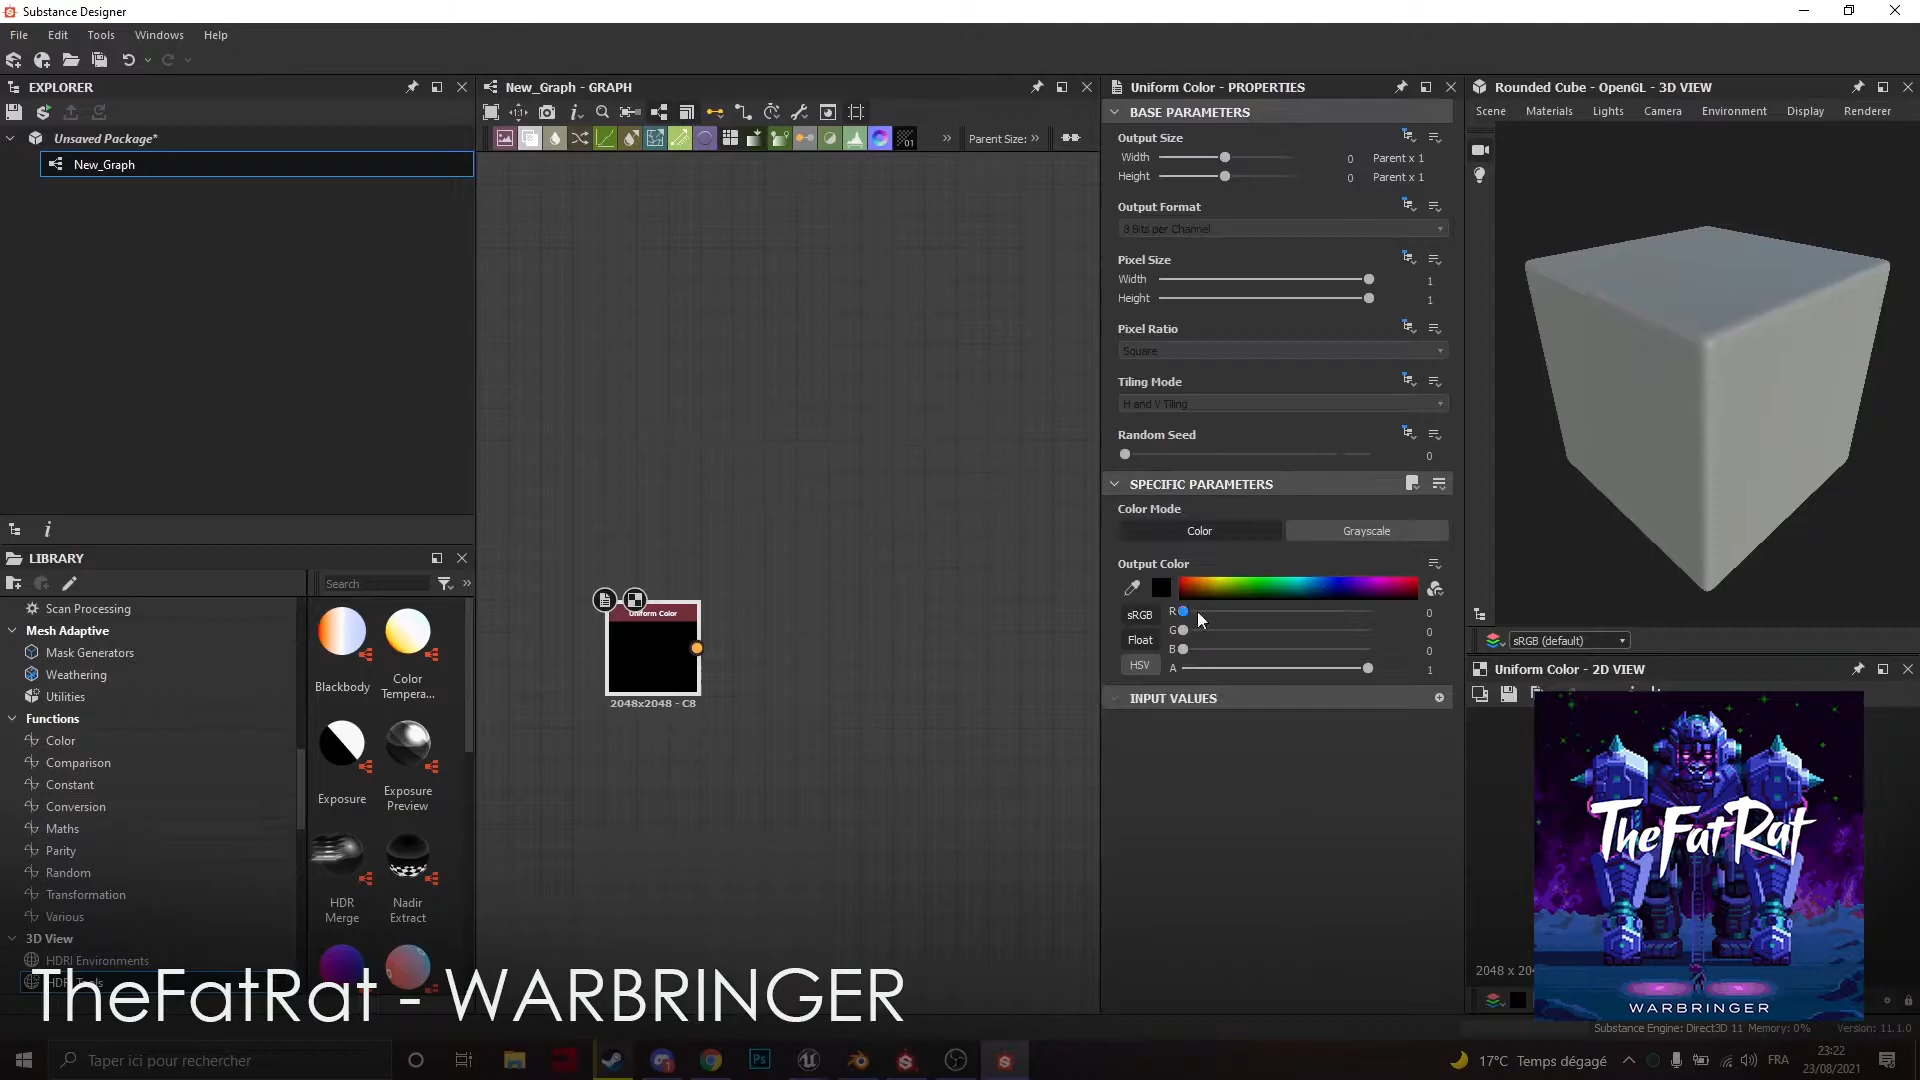 Substance Designer
File Edit Tools Windows Help
EXPLORER
Unsaved Package*
New_Graph
LIBRARY
Search
Scan Processing
Mesh Adaptive
Mask Generators
Weathering
Utilities
Functions
Color
Comparison
Constant
Conversion
Maths
Parity
Random
Transformation
Various
3D View
HDRI Environments
Blackbody
Color
Tempera...
Exposure
Exposure
Preview
HDR
Merge
Nadir
Extract
New_Graph - GRAPH
Parent Size:
Uniform Color
2048x2048 - C8
Uniform Color - PROPERTIES
BASE PARAMETERS
Output Size
Width 0 Parent x 1
Height 0 Parent x 1
Output Format
8 Bits per Channel
Pixel Size
Width 1
Height 1
Pixel Ratio
Square
Tiling Mode
H and V Tiling
Random Seed
0
SPECIFIC PARAMETERS
Color Mode
Color Grayscale
Output Color
sRGB
Float
HSV
R 0
G 0
B 0
A 1
INPUT VALUES
Rounded Cube - OpenGL - 3D VIEW
Scene Materials Lights Camera Environment Display Renderer
sRGB (default)
Uniform Color - 2D VIEW
TheFatRat
WARBRINGER
2048 x 204
Substance Engine: Direct3D 11 Memory: 0% Version: 11.1.0
TheFatRat - WARBRINGER
Taper ici pour rechercher
Ps
17°C Temps dégagé
FRA
23:22
23/08/2021